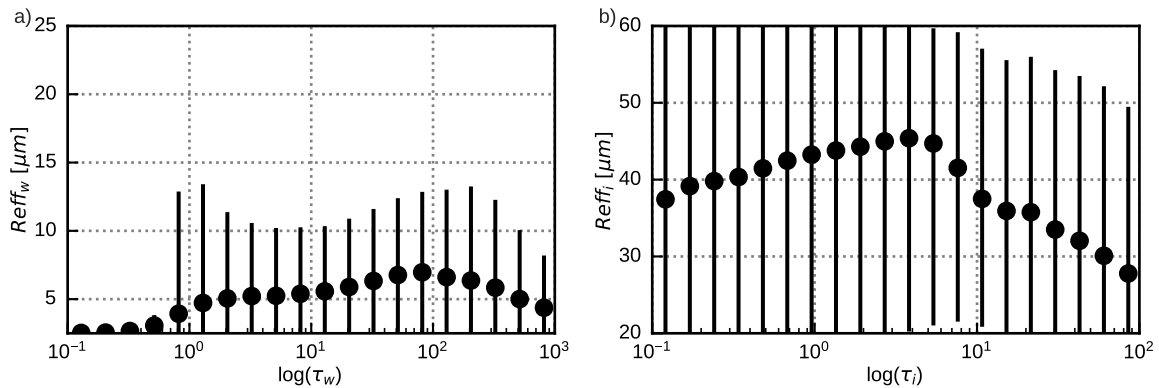 a)
25
20
15
10
5
Reff_w [μm]
10^−1 10^0 10^1 10^2 10^3
log(τ_w)
b)
60
50
40
30
20
Reff_i [μm]
10^−1 10^0 10^1 10^2
log(τ_i)